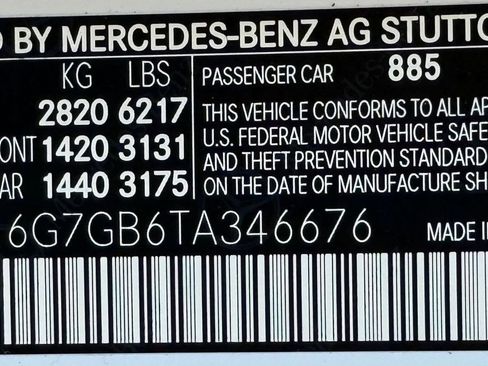 BY MERCEDES-BENZ AG STUTTG
KG LBS
2820 6217
ONT 1420 3131
AR 1440 3175
PASSENGER CAR 885
THIS VEHICLE CONFORMS TO ALL AP
U.S. FEDERAL MOTOR VEHICLE SAFE
AND THEFT PREVENTION STANDARD
ON THE DATE OF MANUFACTURE SH
6G7GB6TA346676
MADE IN